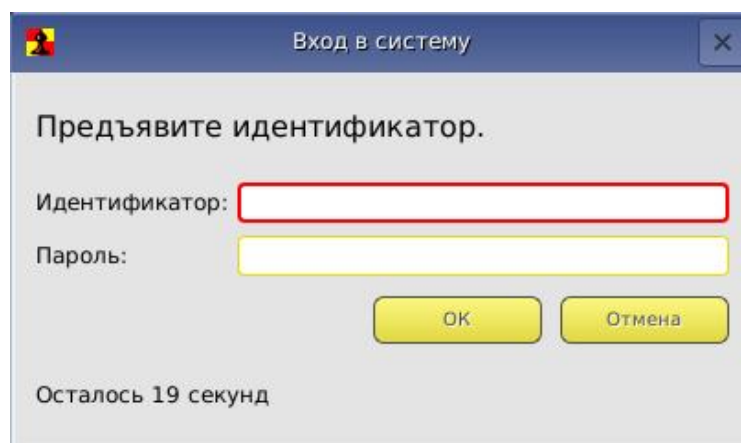 Вход в систему
Предъявите идентификатор.
Идентификатор:
Пароль:
OK
Отмена
Осталось 19 секунд